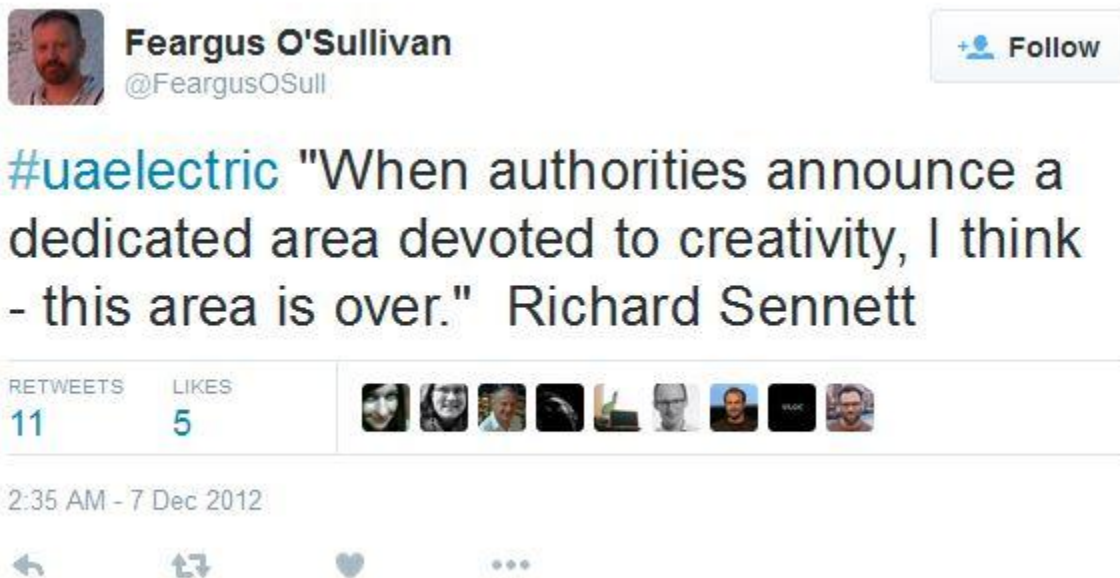 Feargus O'Sullivan
@FeargusOSull
Follow
#uaelectric "When authorities announce a
dedicated area devoted to creativity, I think
- this area is over."  Richard Sennett
RETWEETS LIKES
11 5
2:35 AM - 7 Dec 2012